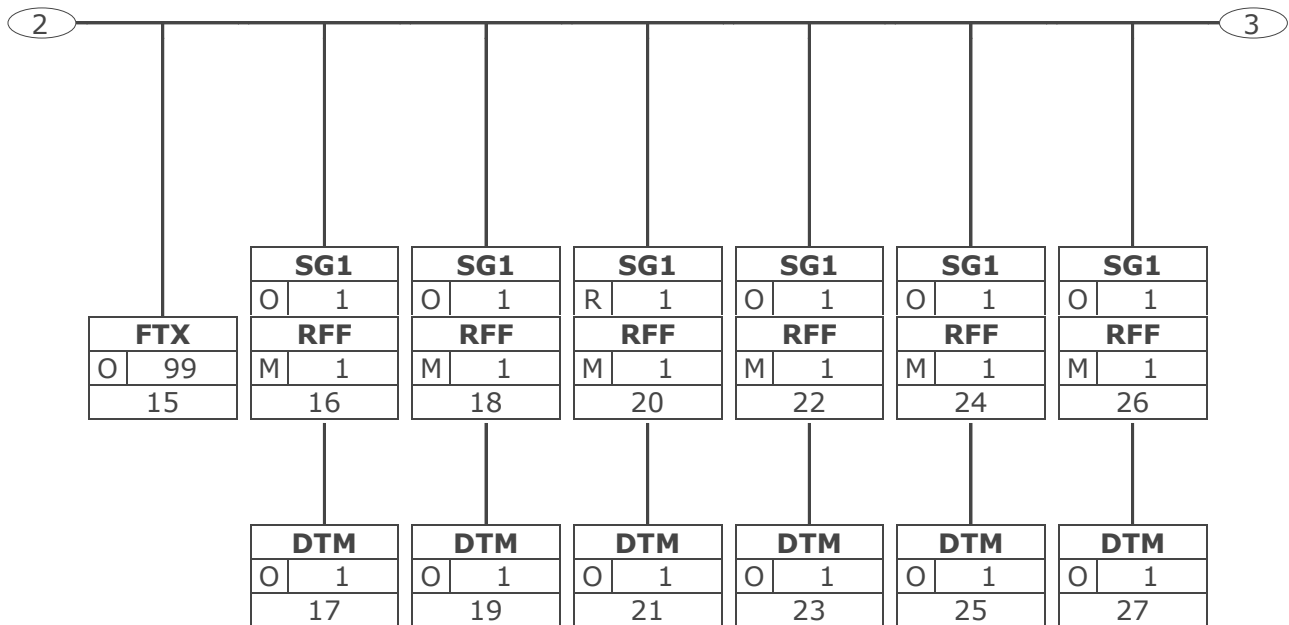 2 3
SG1 SG1 SG1 SG1 SG1 SG1
O 1 O 1 R 1 O 1 O 1 O 1
FTX RFF RFF RFF RFF RFF RFF
O 99 M 1 M 1 M 1 M 1 M 1 M 1
15 16 18 20 22 24 26
DTM DTM DTM DTM DTM DTM
O 1 O 1 O 1 O 1 O 1 O 1
17 19 21 23 25 27